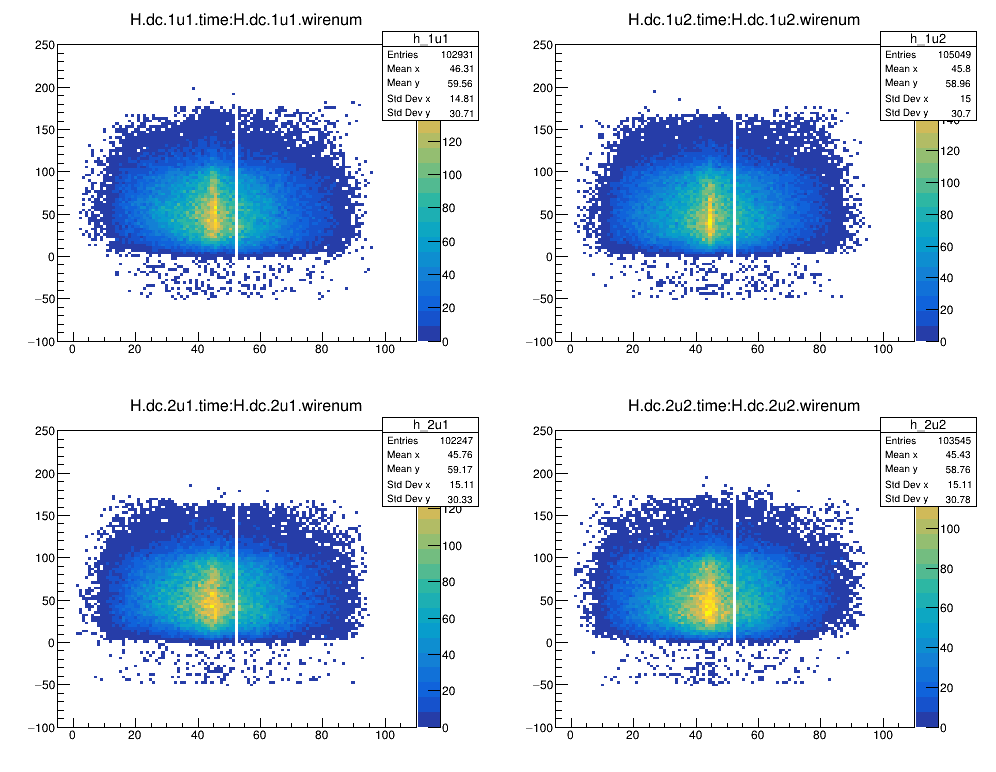 H.dc.1u1.time:H.dc.1u1.wirenum
h_1u1
Entries 102931
Mean x 46.31
Mean y 59.56
Std Dev x 14.81
Std Dev y 30.71
250
200
150
100
50
0
−50
−100
0 20 40 60 80 100
120
100
80
60
40
20
0
H.dc.1u2.time:H.dc.1u2.wirenum
h_1u2
Entries 105049
Mean x 45.8
Mean y 58.96
Std Dev x 15
Std Dev y 30.7
250
200
150
100
50
0
−50
−100
0 20 40 60 80 100
140
120
100
80
60
40
20
0
H.dc.2u1.time:H.dc.2u1.wirenum
h_2u1
Entries 102247
Mean x 45.76
Mean y 59.17
Std Dev x 15.11
Std Dev y 30.33
250
200
150
100
50
0
−50
−100
0 20 40 60 80 100
120
100
80
60
40
20
0
H.dc.2u2.time:H.dc.2u2.wirenum
h_2u2
Entries 103545
Mean x 45.43
Mean y 58.76
Std Dev x 15.11
Std Dev y 30.78
250
200
150
100
50
0
−50
−100
0 20 40 60 80 100
100
80
60
40
20
0